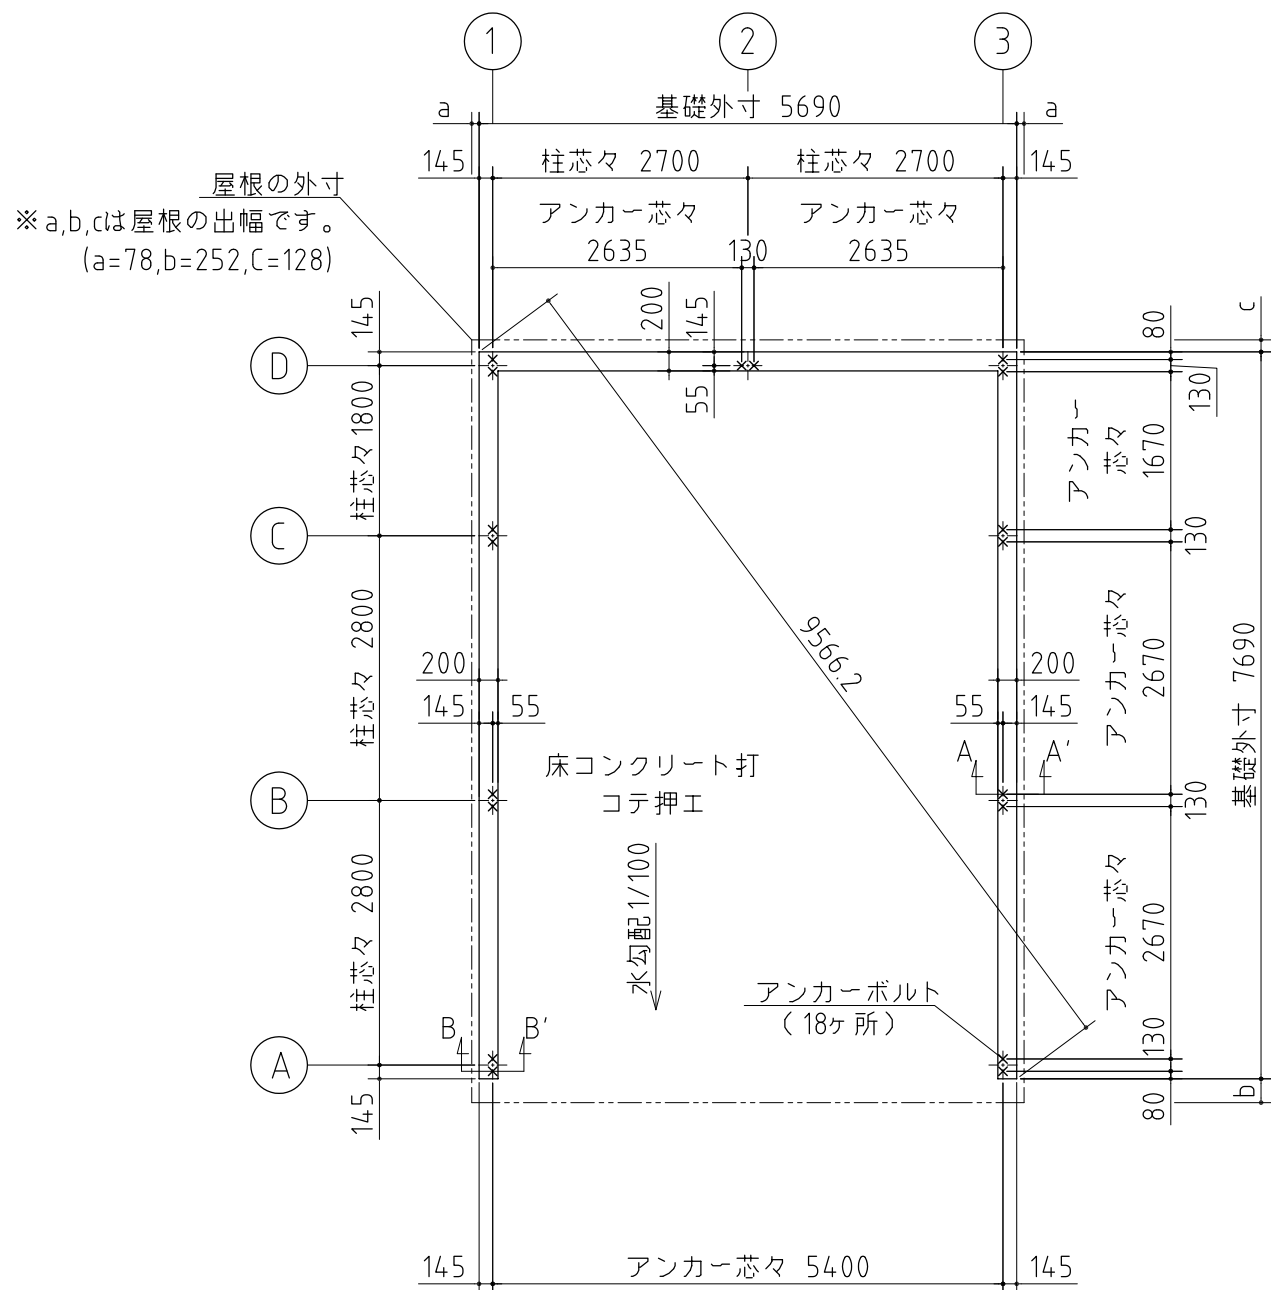 1 2 3
a 基礎外寸 5690 a
145 柱芯々 2700 柱芯々 2700 145
屋根の外寸
※a,b,cは屋根の出幅です。
(a=78,b=252,C=128)
アンカー芯々 アンカー芯々
2635 130 2635
145
200
145
55
80
c
130
D
柱芯々1800
アンカー
芯々
1670
C
130
柱芯々 2800
9566.2
アンカー芯々
2670
基礎外寸 7690
200
145 55
200
55 145
A A'
床コンクリート打
コテ押エ
B
130
柱芯々 2800
水勾配1/100
アンカー芯々
2670
アンカーボルト
(18ヶ所)
B B'
130
A
145
80
b
145 アンカー芯々 5400 145